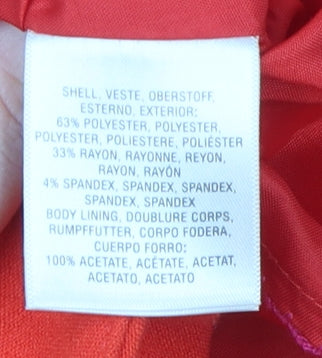 SHELL, VESTE, OBERSTOFF,
ESTERNO, EXTERIOR:
63% POLYESTER, POLYESTER,
POLYESTER, POLIESTERE, POLIÉSTER
33% RAYON, RAYONNE, REYON,
RAYON, RAYÓN
4% SPANDEX, SPANDEX, SPANDEX,
SPANDEX, SPANDEX
BODY LINING, DOUBLURE CORPS,
RUMPFFUTTER, CORPO FODERA,
CUERPO FORRO:
100% ACETATE, ACÉTATE, ACETAT,
ACETATO, ACETATO